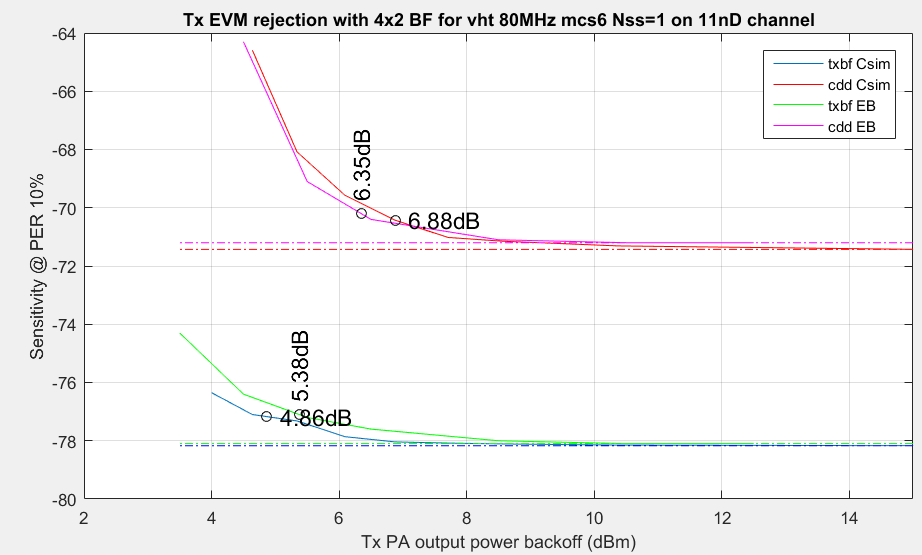 Tx EVM rejection with 4x2 BF for vht 80MHz mcs6 Nss=1 on 11nD channel
txbf Csim
cdd Csim
txbf EB
cdd EB
Sensitivity @ PER 10%
-64
-66
-68
-70
-72
-74
-76
-78
-80
6.35dB
6.88dB
5.38dB
4.86dB
2
4
6
8
10
12
14
Tx PA output power backoff (dBm)